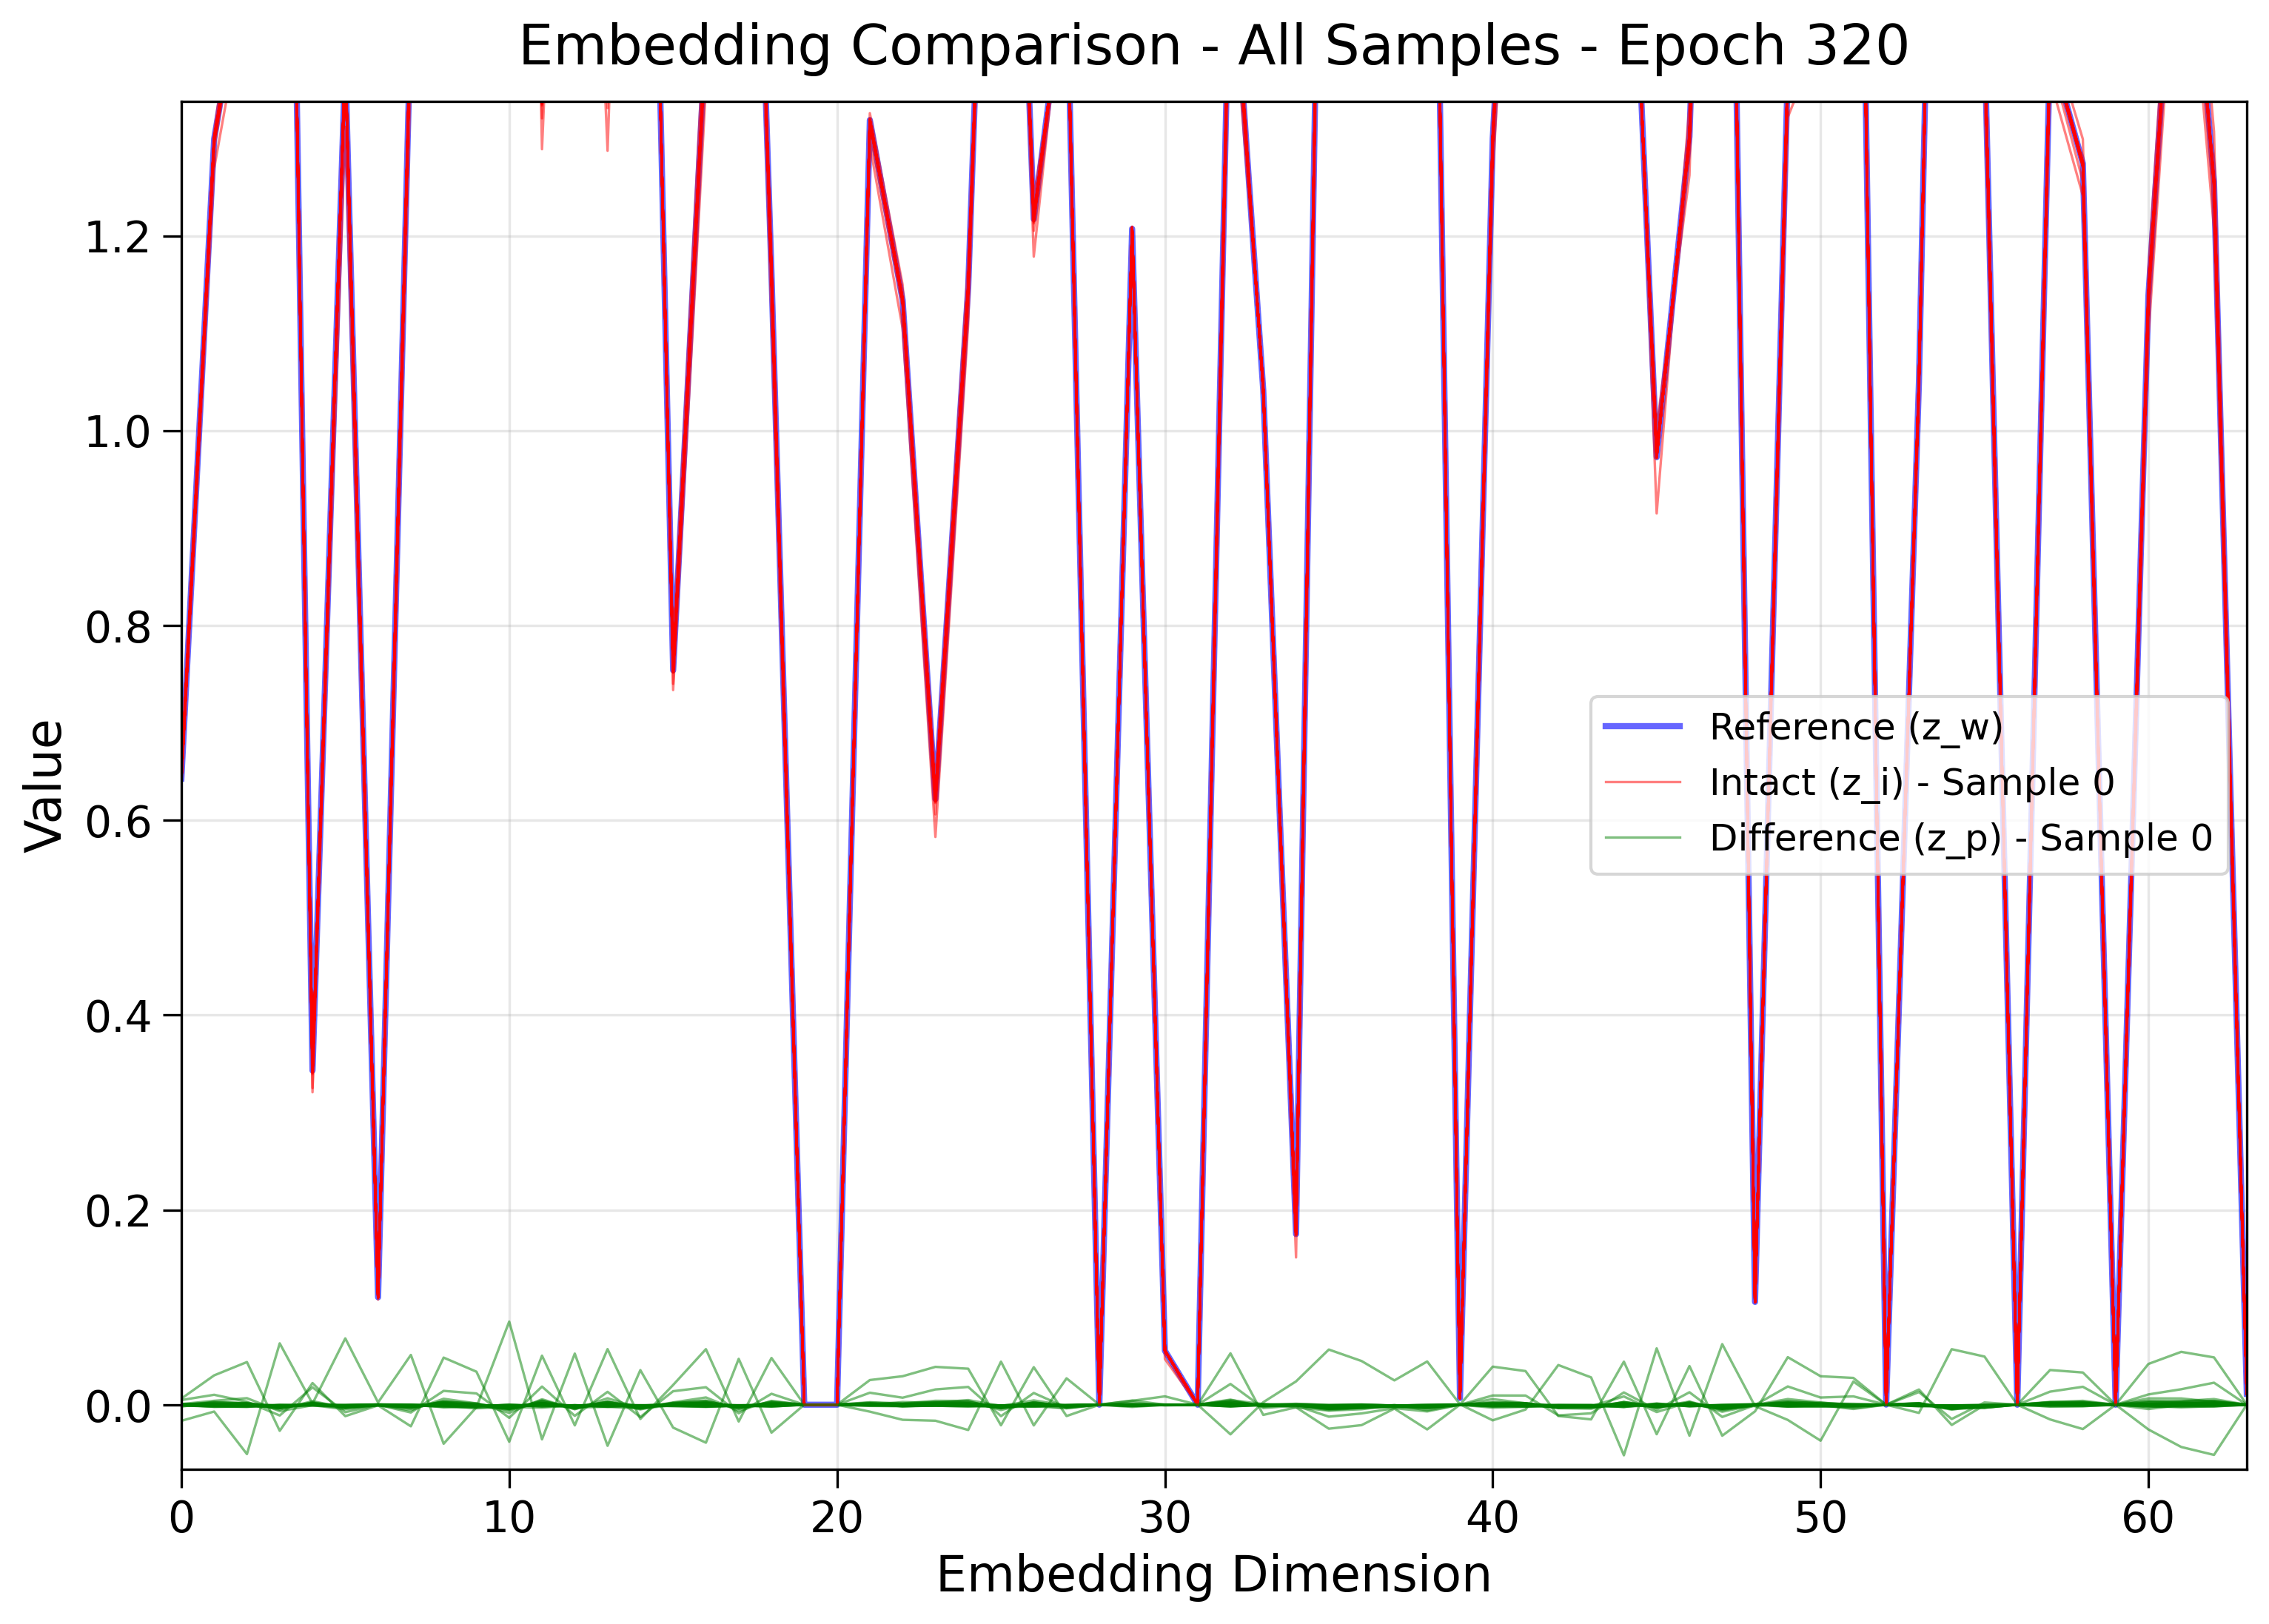 Embedding Comparison - All Samples - Epoch 320
Value
1.2
1.0
0.8
0.6
0.4
0.2
0.0
Reference (z_w)
Intact (z_i) - Sample 0
Difference (z_p) - Sample 0
0 10 20 30 40 50 60
Embedding Dimension